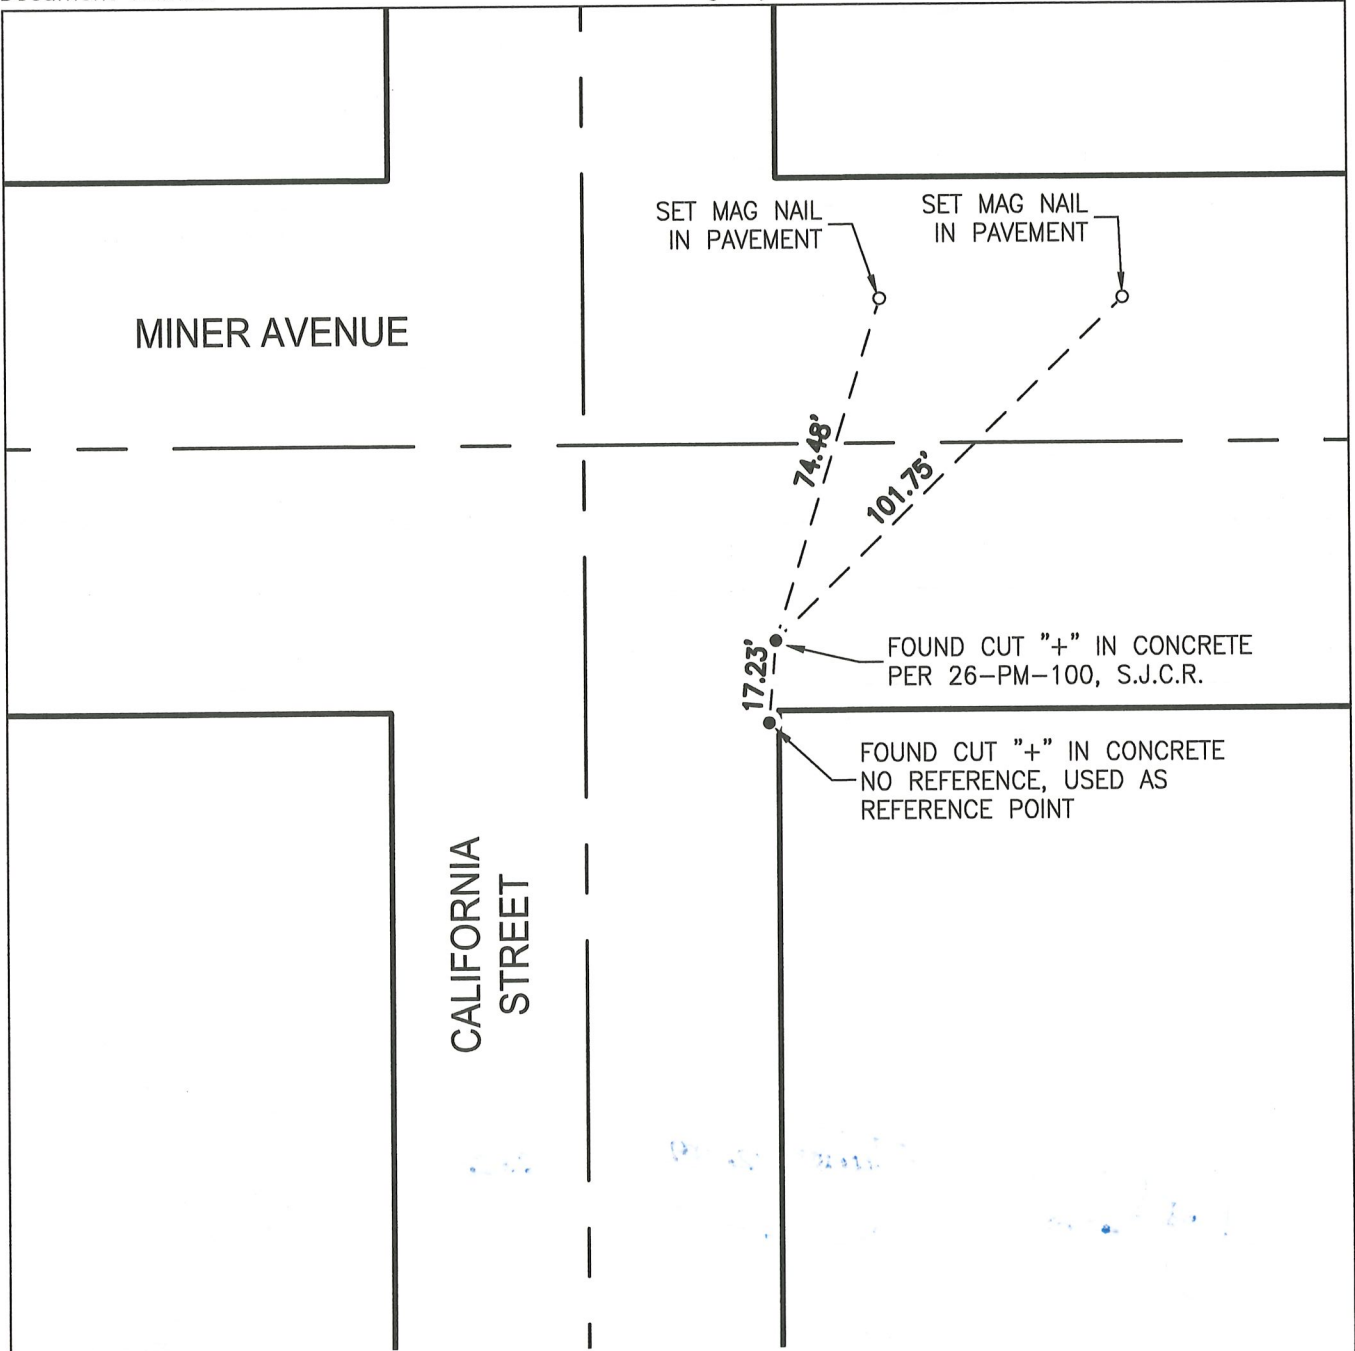 SET MAG NAIL
IN PAVEMENT
SET MAG NAIL
IN PAVEMENT
MINER AVENUE
74.48'
101.75'
17.23'
FOUND CUT "+" IN CONCRETE
PER 26-PM-100, S.J.C.R.
FOUND CUT "+" IN CONCRETE
NO REFERENCE, USED AS
REFERENCE POINT
CALIFORNIA
STREET